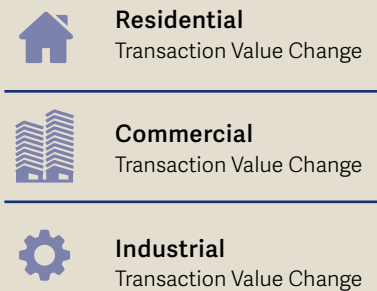 Residential
Transaction Value Change
Commercial
Transaction Value Change
Industrial
Transaction Value Change